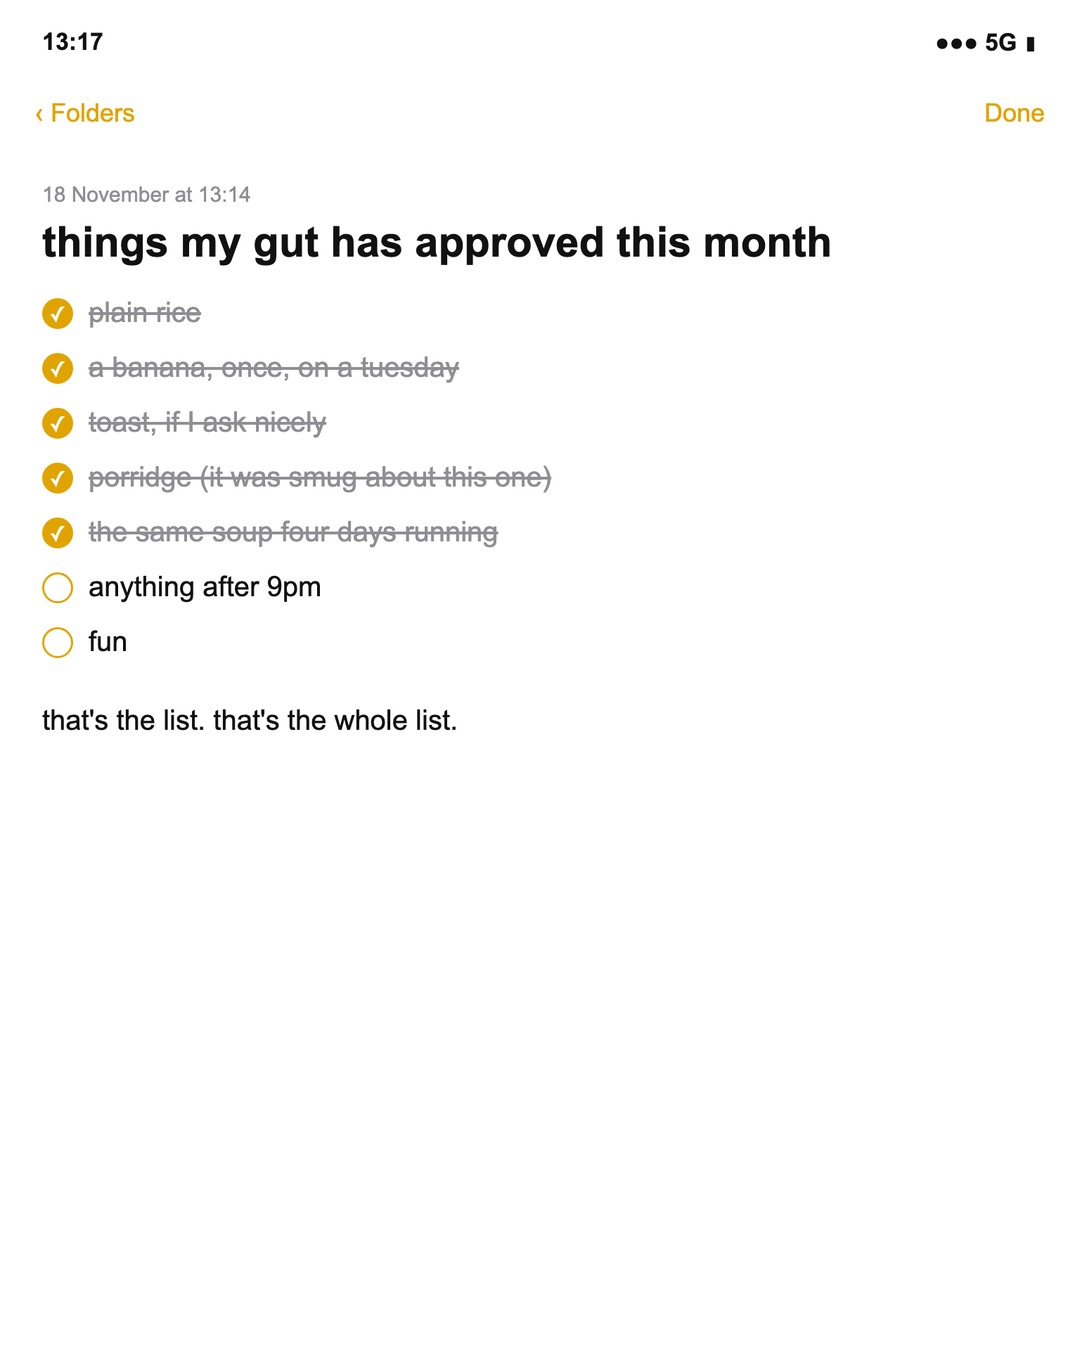 13:17
5G
‹ Folders
Done
18 November at 13:14
things my gut has approved this month
plain rice
a banana, once, on a tuesday
toast, if I ask nicely
porridge (it was smug about this one)
the same soup four days running
anything after 9pm
fun
that's the list. that's the whole list.